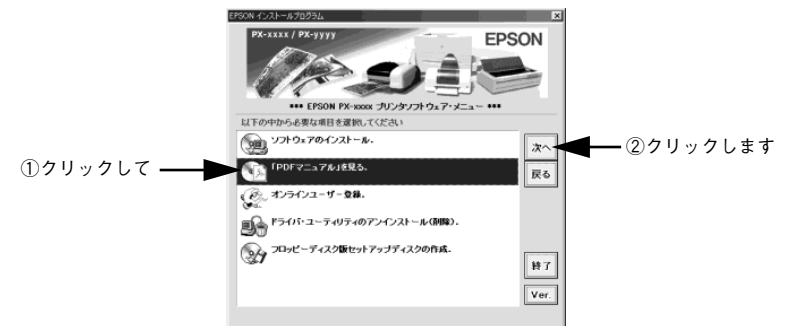 EPSON インストールプログラム
PX-xxxx / PX-yyyy
EPSON
*** EPSON PX-xxxx プリンタソフトウェア・メニュー ***
以下の中から必要な項目を選択してください
ソフトウェアのインストール.
次へ
②クリックします
①クリックして
「PDFマニュアル」を見る.
戻る
オンラインユーザー登録.
ドライバ・ユーティリティのアンインストール(削除).
フロッピーディスク版セットアップディスクの作成.
終了
Ver.